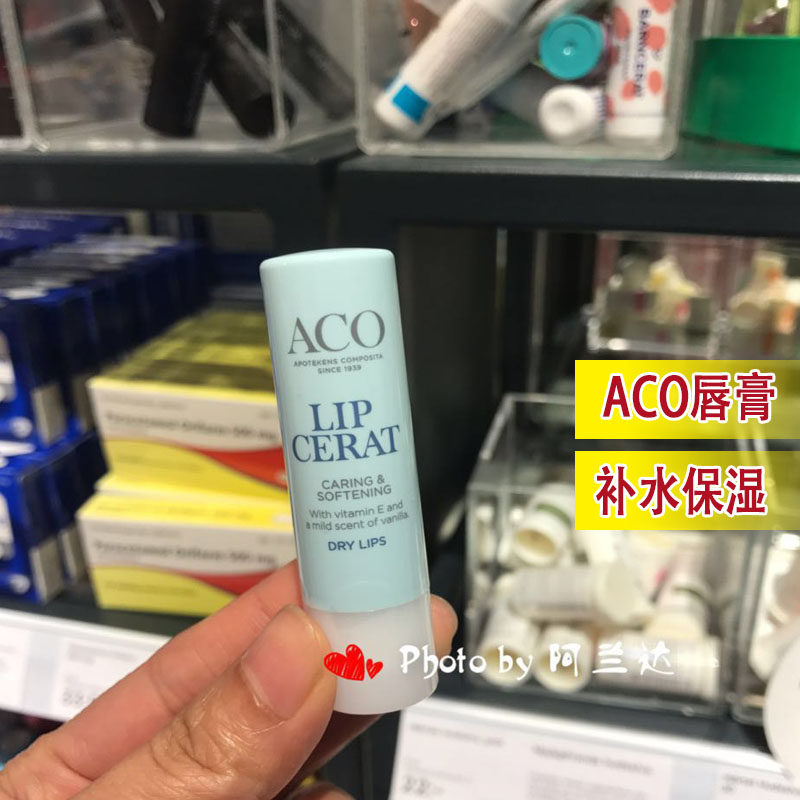 ACO
APOTEKENS COMPOSITA
SINCE 1939
LIP
CERAT
CARING &
SOFTENING
With vitamin E and
a mild scent of vanilla.
DRY LIPS
ACO唇膏
补水保湿
Photo by 阿兰达